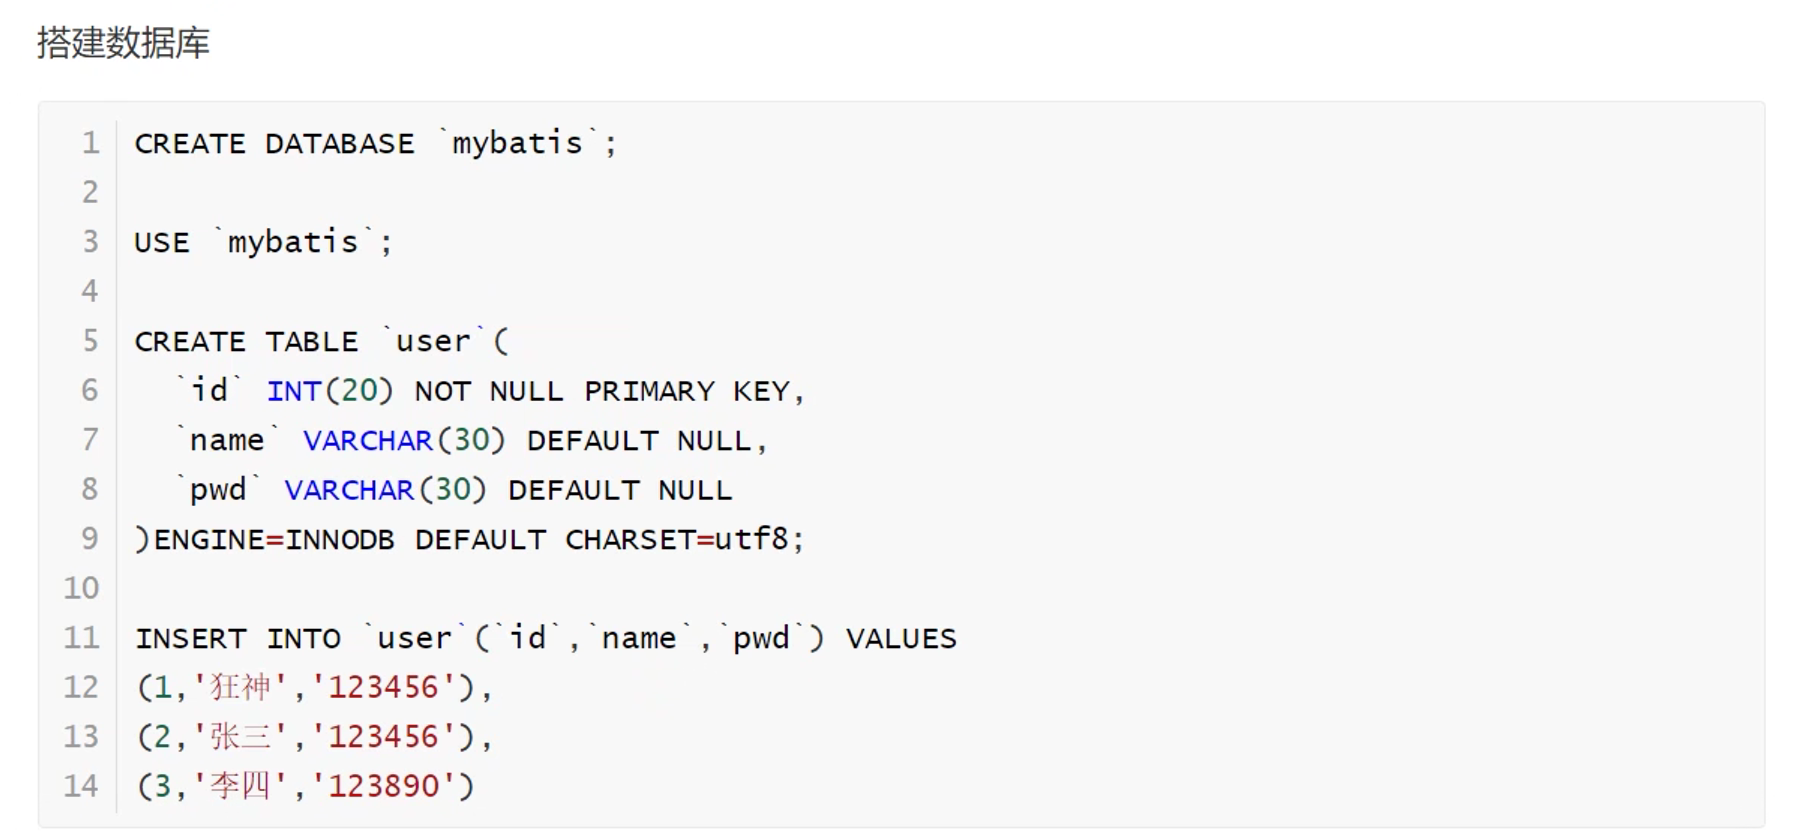 搭建数据库
1 CREATE DATABASE `mybatis`;
2
3 USE `mybatis`;
4
5 CREATE TABLE `user`(
6   `id` INT(20) NOT NULL PRIMARY KEY,
7   `name` VARCHAR(30) DEFAULT NULL,
8   `pwd` VARCHAR(30) DEFAULT NULL
9 )ENGINE=INNODB DEFAULT CHARSET=utf8;
10
11 INSERT INTO `user`(`id`,`name`,`pwd`) VALUES
12 (1,'狂神','123456'),
13 (2,'张三','123456'),
14 (3,'李四','123890')